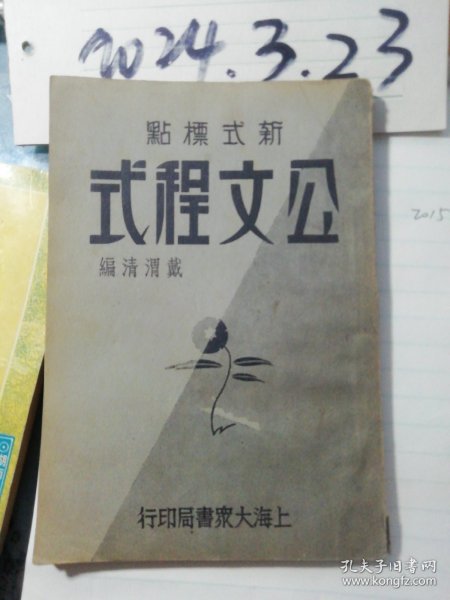 2024.3.23
新式標點
公文程式
戴渭清編
上海大眾書局印行
2015
孔夫子旧书网
www.kongfz.com